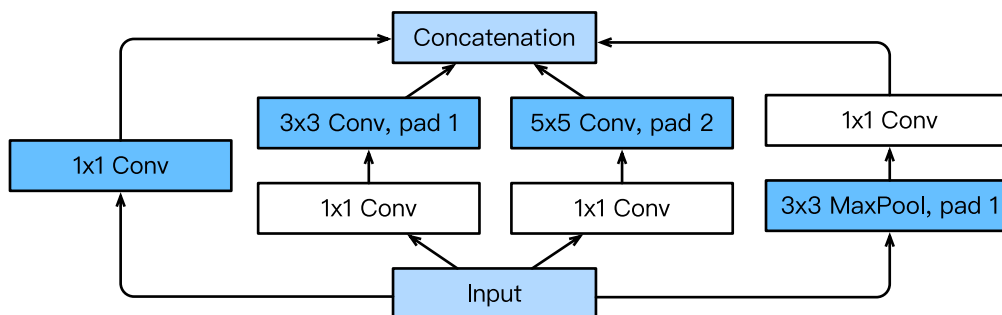 Concatenation
3x3 Conv, pad 1
5x5 Conv, pad 2
1x1 Conv
1x1 Conv
1x1 Conv
1x1 Conv
3x3 MaxPool, pad 1
Input